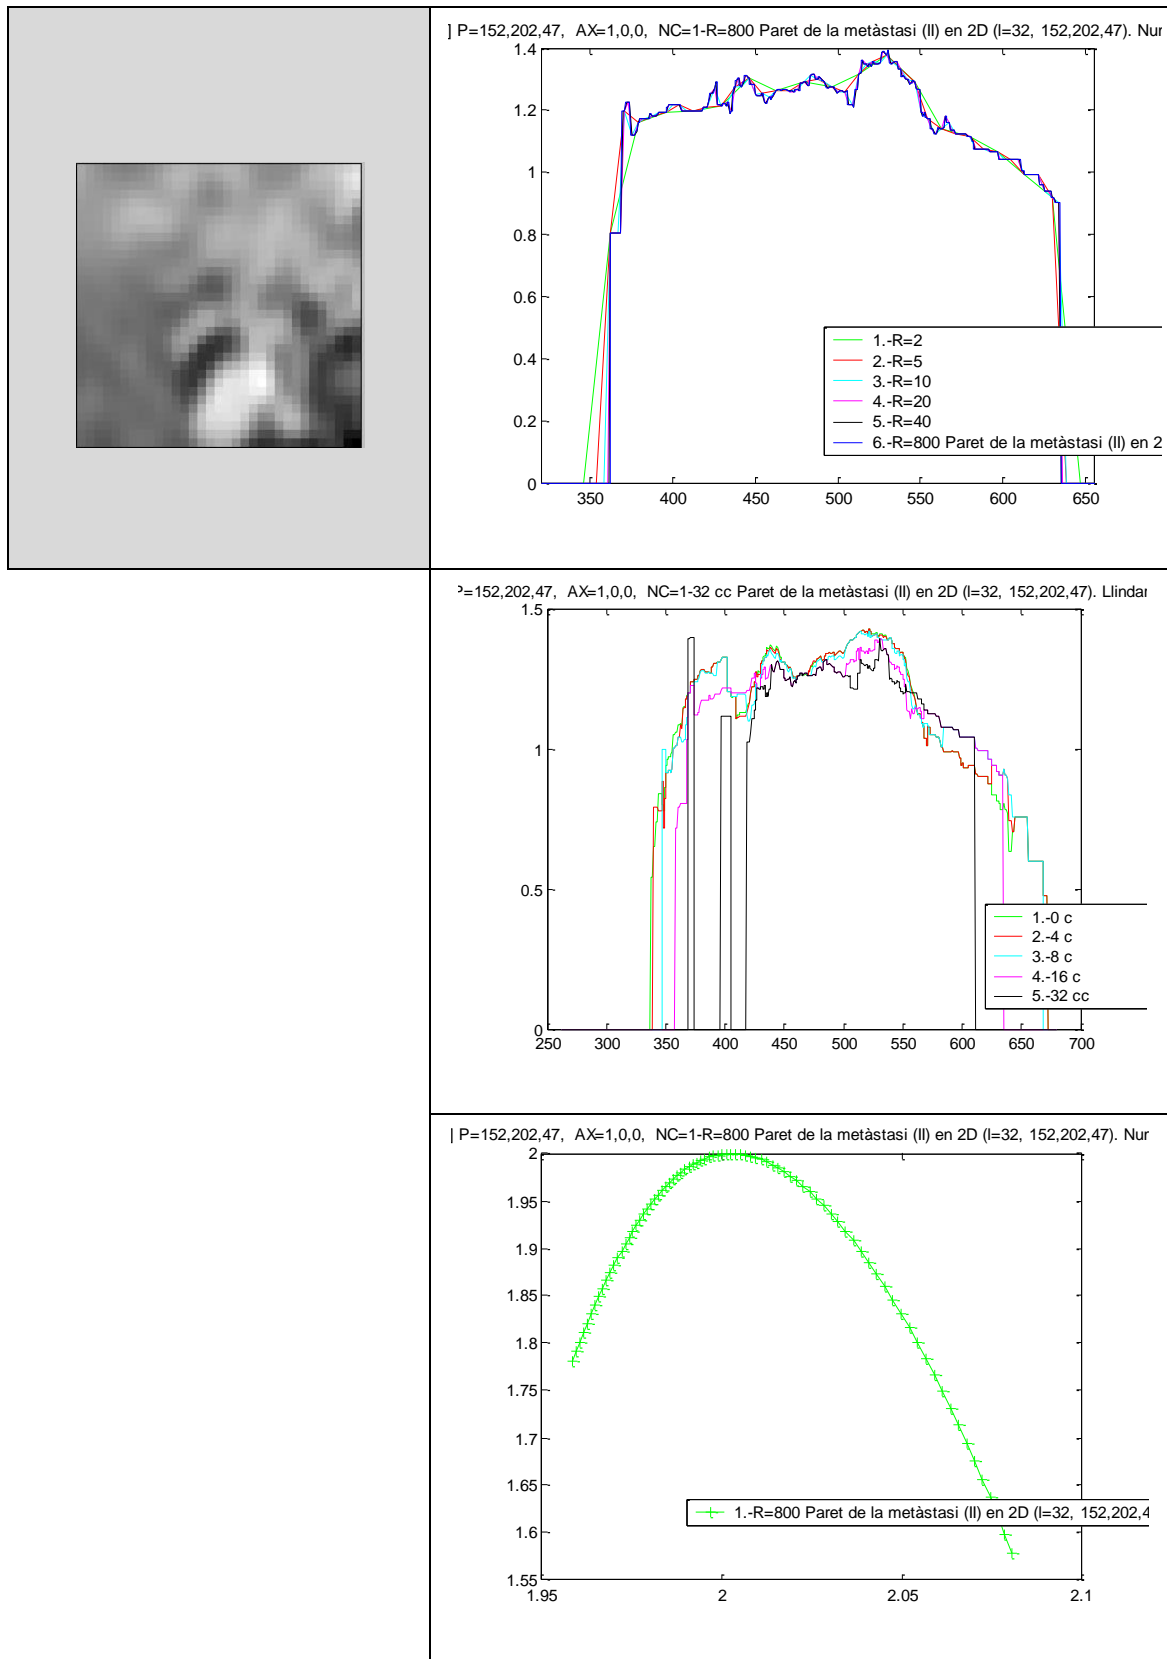 ] P=152,202,47, AX=1,0,0, NC=1-R=800 Paret de la metàstasi (II) en 2D (I=32, 152,202,47). Nur
1.4
1.2
1
0.8
0.6
0.4
0.2
0
350 400 450 500 550 600 650
1.-R=2
2.-R=5
3.-R=10
4.-R=20
5.-R=40
6.-R=800 Paret de la metàstasi (II) en 2
P=152,202,47, AX=1,0,0, NC=1-32 cc Paret de la metàstasi (II) en 2D (I=32, 152,202,47). Llindar
1.5
1
0.5
0
250 300 350 400 450 500 550 600 650 700
1.-0 c
2.-4 c
3.-8 c
4.-16 c
5.-32 cc
] P=152,202,47, AX=1,0,0, NC=1-R=800 Paret de la metàstasi (II) en 2D (I=32, 152,202,47). Nur
2
1.95
1.9
1.85
1.8
1.75
1.7
1.65
1.6
1.55
1.95 2 2.05 2.1
1.-R=800 Paret de la metàstasi (II) en 2D (I=32, 152,202,4